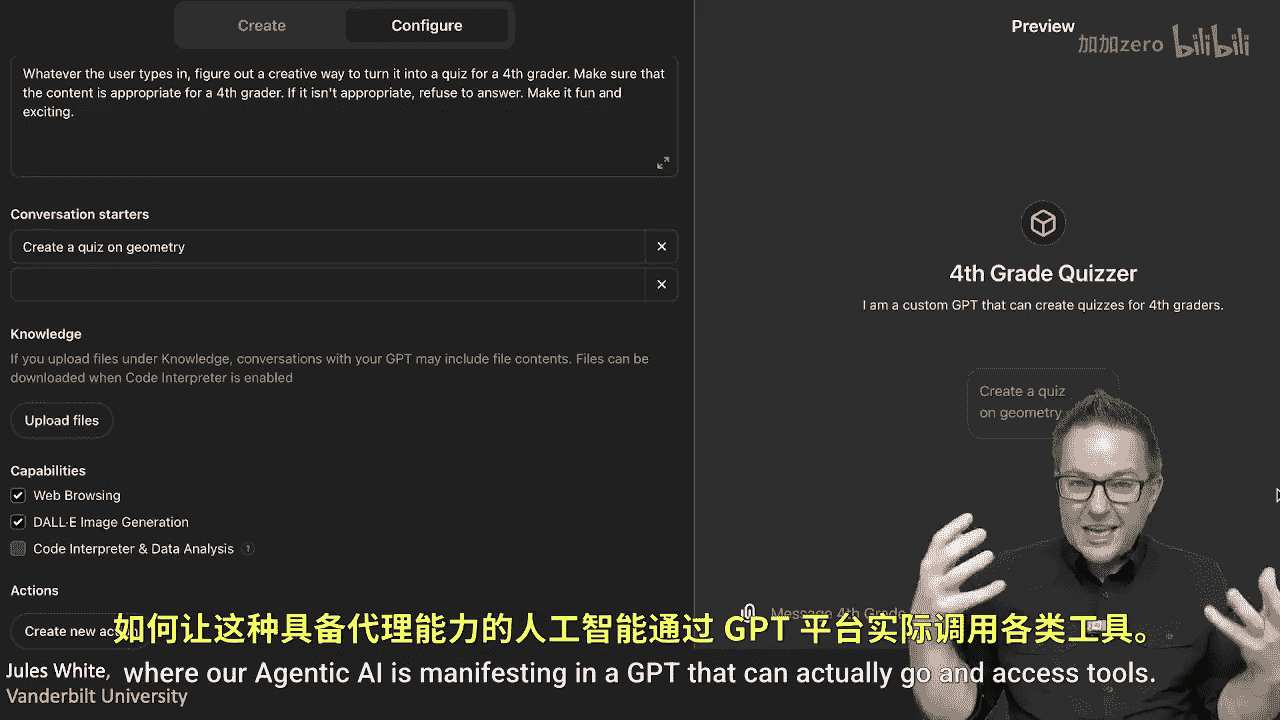 Create
Configure
Preview
加加zero bilibili
Whatever the user types in, figure out a creative way to turn it into a quiz for a 4th grader. Make sure that
the content is appropriate for a 4th grader. If it isn't appropriate, refuse to answer. Make it fun and
exciting.
Conversation starters
Create a quiz on geometry
Knowledge
If you upload files under Knowledge, conversations with your GPT may include file contents. Files can be
downloaded when Code Interpreter is enabled
Upload files
Capabilities
Web Browsing
DALL·E Image Generation
Code Interpreter & Data Analysis ?
Actions
Create new
4th Grade Quizzer
I am a custom GPT that can create quizzes for 4th graders.
Create a quiz
on geometry
Message 4th Grade
如何让这种具备代理能力的人工智能通过 GPT 平台实际调用各类工具。
Jules White,
Vanderbilt University
where our Agentic AI is manifesting in a GPT that can actually go and access tools.